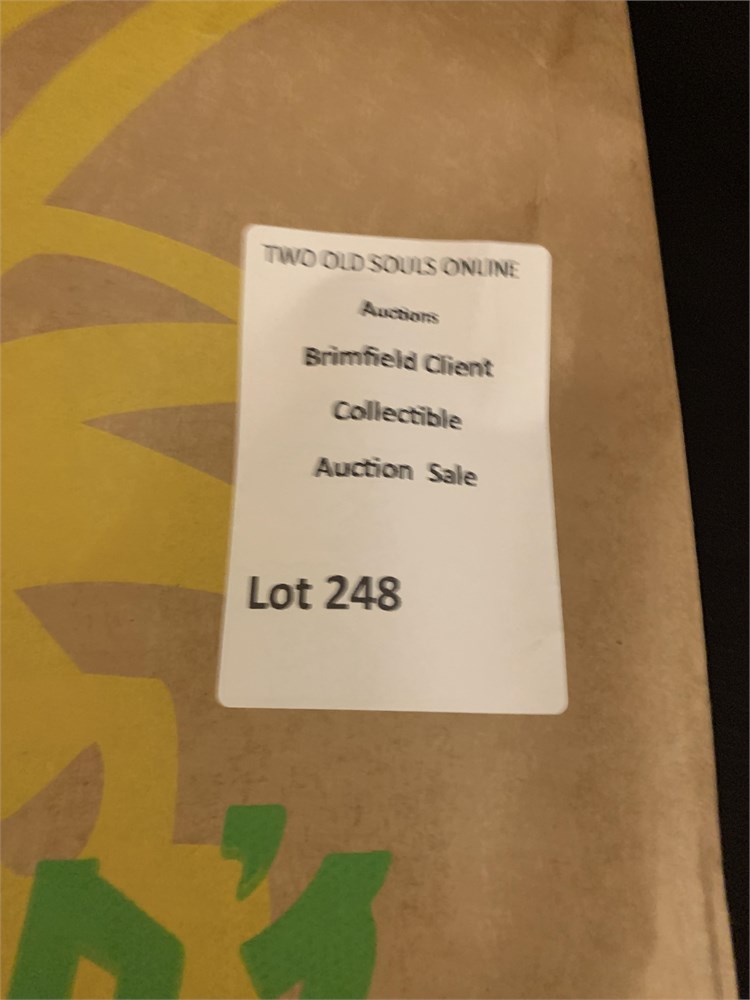 TWO OLD SOULS ONLINE
Auctions
Brimfield Client
Collectible
Auction Sale
Lot 248